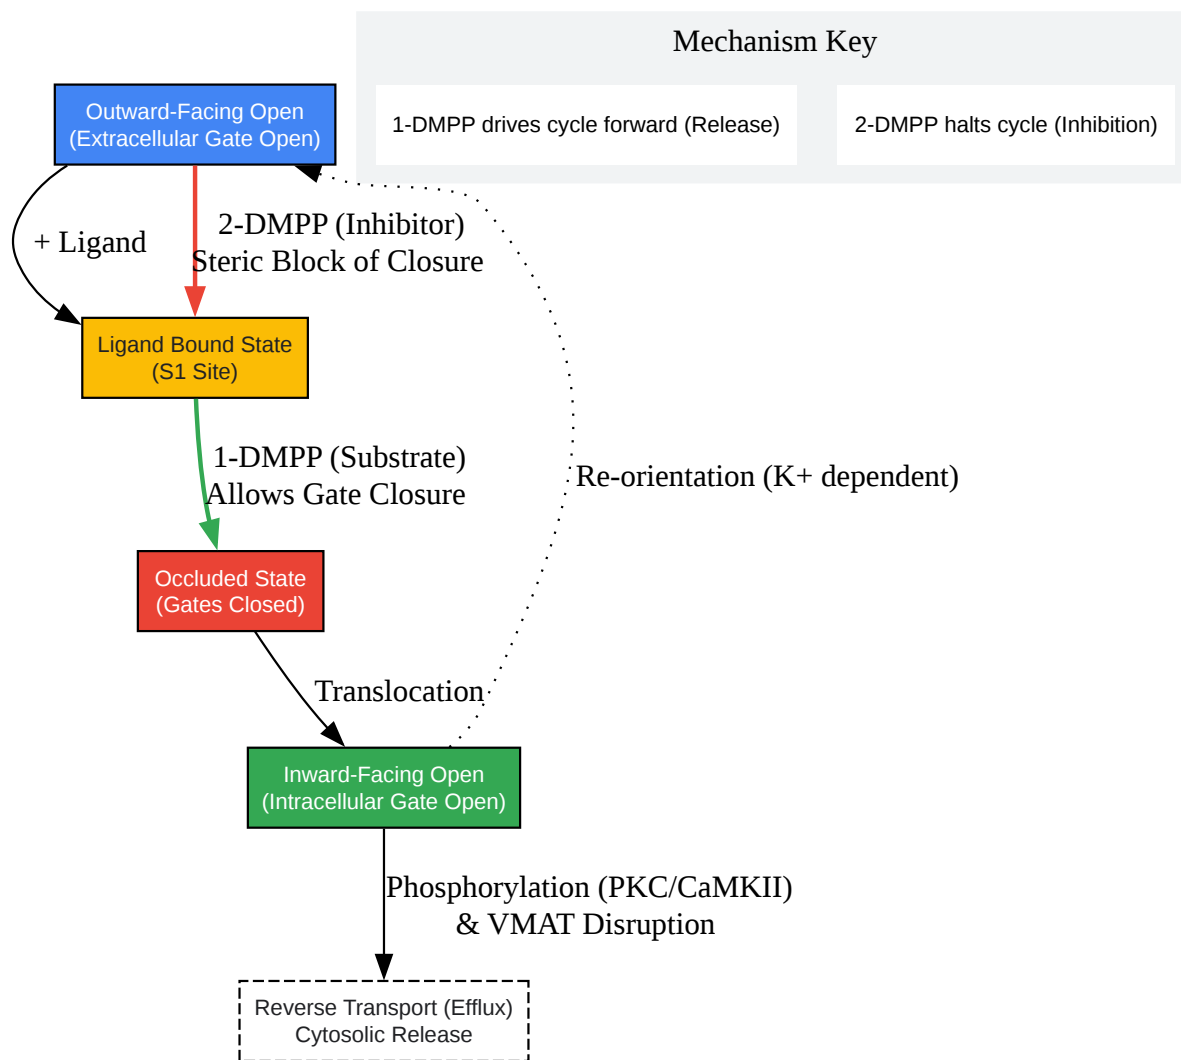 Mechanism Key
Outward-Facing Open
(Extracellular Gate Open)
1-DMPP drives cycle forward (Release)
2-DMPP halts cycle (Inhibition)
+ Ligand
2-DMPP (Inhibitor)
Steric Block of Closure
Ligand Bound State
(S1 Site)
1-DMPP (Substrate)
Allows Gate Closure
Re-orientation (K+ dependent)
Occluded State
(Gates Closed)
Translocation
Inward-Facing Open
(Intracellular Gate Open)
Phosphorylation (PKC/CaMKII)
& VMAT Disruption
Reverse Transport (Efflux)
Cytosolic Release